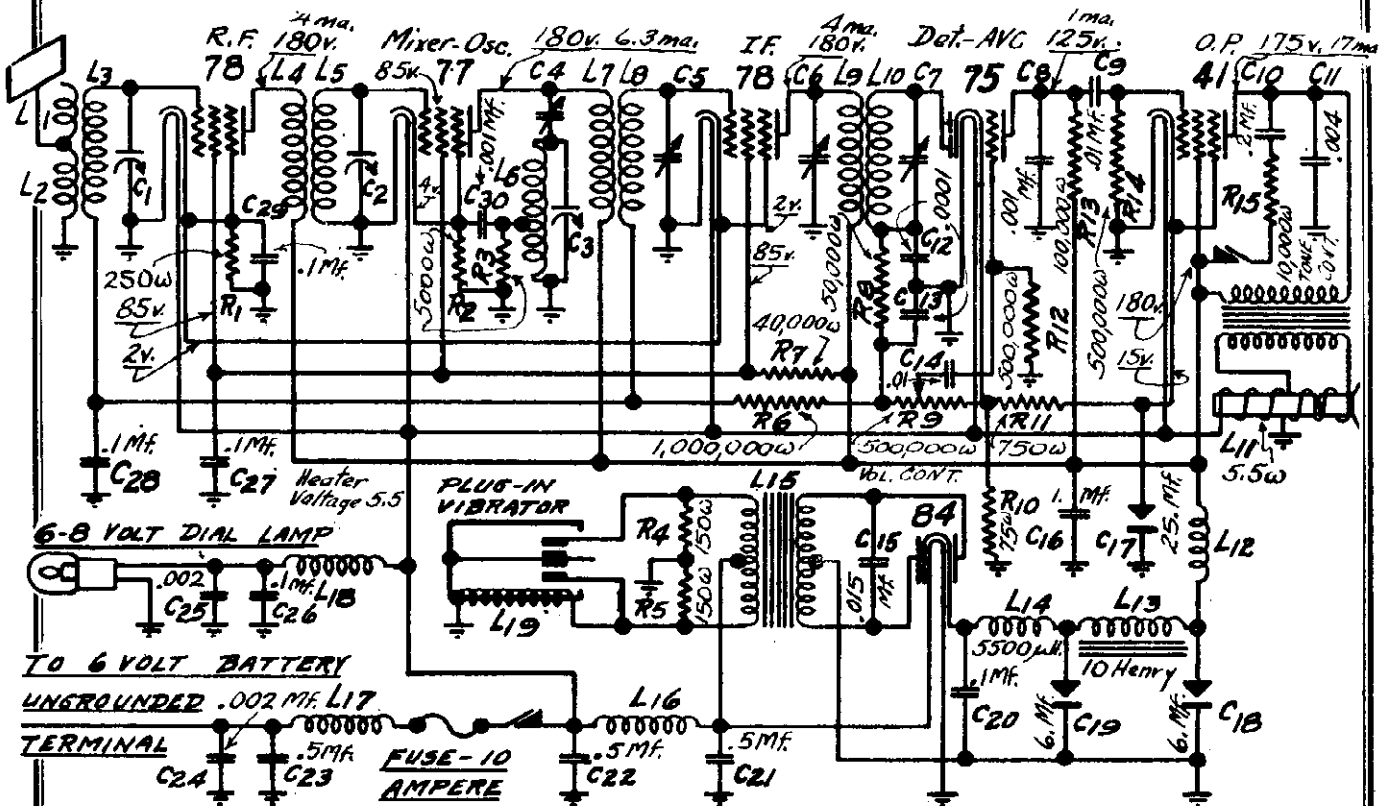 4 ma.
R.F. 180v.
78
Mixer-Osc.
85v. 77
180v. 6.3 ma.
4 ma.
I.F. 180v.
78
Det.-AVC
75
1 ma.
125v.
O.P. 175v. 17 ma
41
L1
L3
L4
L5
C4
L7
L8
C5
C6
L9
L10
C7
C8
C9
C10
C11
L2
C1
C29
C2
.001 Mf.
4v.
C30
L6
C3
2v.
.001
.001 Mf.
.01 Mf.
.2 Mf.
.004
250ω
R1
.1 Mf.
5000ω
R2
R3
85v.
50,000ω
R8
C12
C13
500,000ω
R12
100,000ω
R13
500,000ω
R14
R15
10,000ω
TONE
CONT.
85v.
2v.
40,000ω
R7
C14
.01
180v.
15v.
R6
1,000,000ω
R9
500,000ω
VOL. CONT.
R11
750ω
L11
5.5ω
.1 Mf.
C28
.1 Mf.
C27
Heater
Voltage 5.5
PLUG-IN
VIBRATOR
R4
150ω
R5
150ω
L15
C15
.015
Mf.
84
R10
75ω
1. Mf.
C16
C17
25. Mf.
L12
6-8 VOLT DIAL LAMP
.002
C25
.1 Mf.
C26
L18
L19
L14
5500 μH.
L13
10 Henry
TO 6 VOLT BATTERY
UNGROUNDED
TERMINAL
.002 Mf.
L17
L16
C24
.5 Mf.
C23
FUSE-10
AMPERE
.5 Mf.
C22
.5 Mf.
C21
.1 Mf.
C20
6. Mf.
C19
6. Mf.
C18